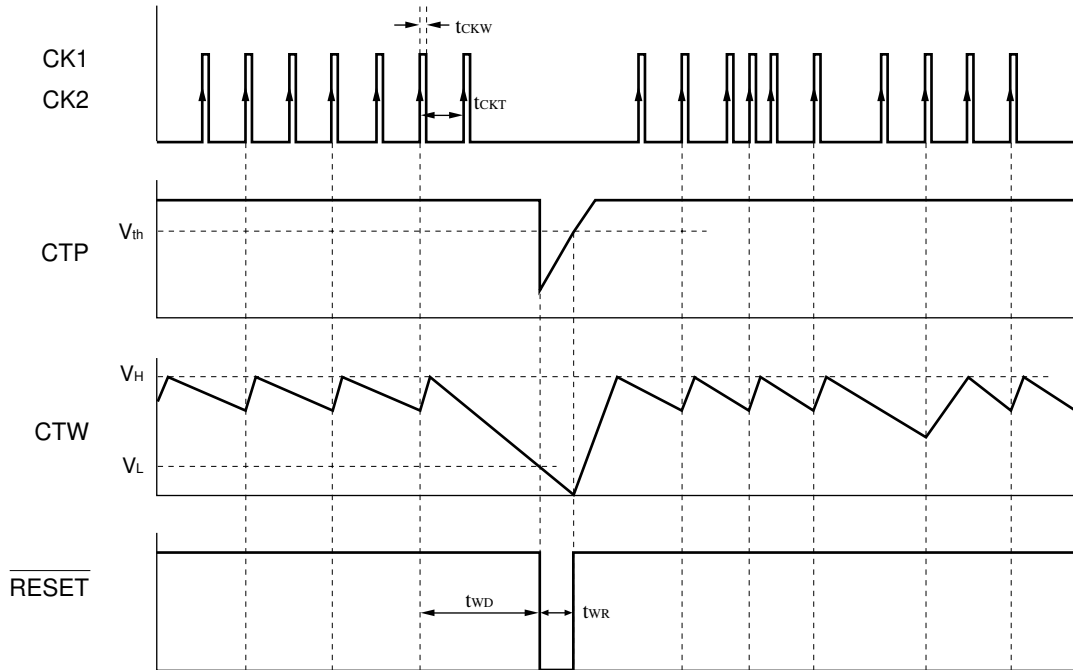 tCKW
CK1
CK2
tCKT
Vth
CTP
VH
CTW
VL
RESET
tWD
tWR